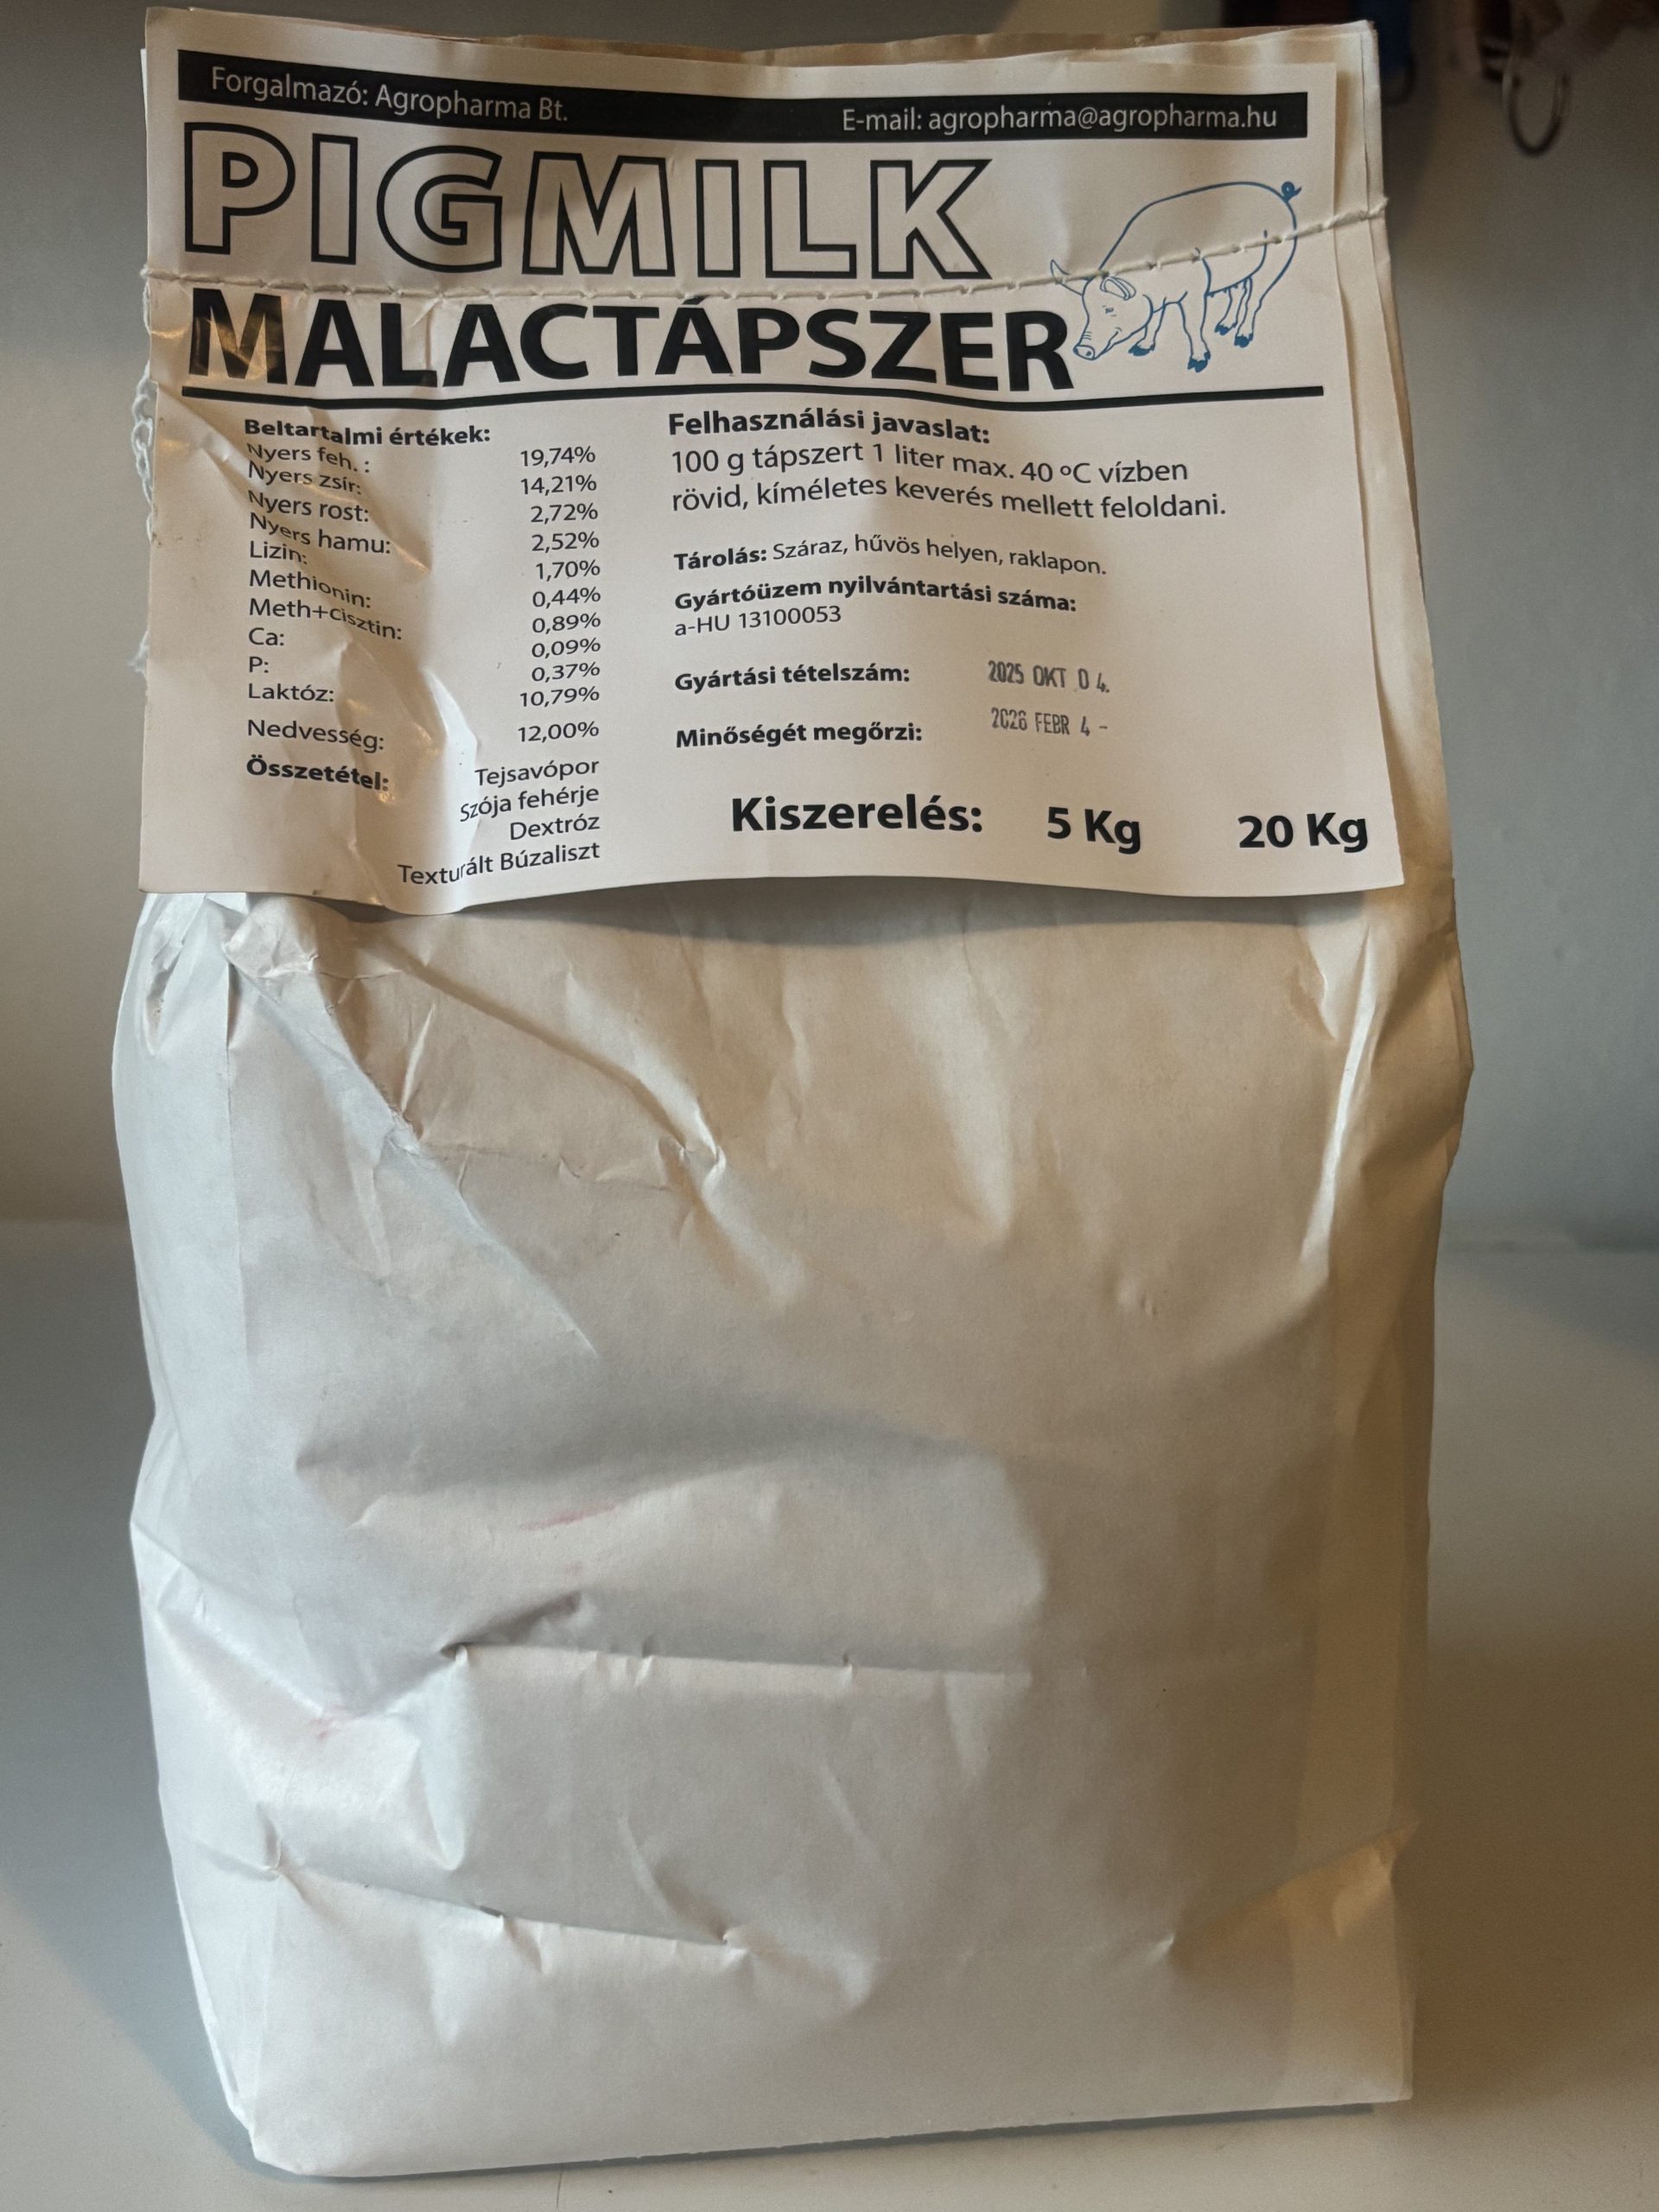 Forgalmazó: Agropharma Bt.
E-mail: agropharma@agropharma.hu
PIGMILK
MALACTÁPSZER
Beltartalmi értékek:
Nyers feh. : 19,74%
Nyers zsír: 14,21%
Nyers rost: 2,72%
Nyers hamu: 2,52%
Lizin: 1,70%
Methionin: 0,44%
Meth+cisztin: 0,89%
Ca: 0,09%
P: 0,37%
Laktóz: 10,79%
Nedvesség: 12,00%
Összetétel: Tejsavópor
Szója fehérje
Dextróz
Texturált Búzaliszt
Felhasználási javaslat:
100 g tápszert 1 liter max. 40 ºC vízben
rövid, kíméletes keverés mellett feloldani.
Tárolás: Száraz, hűvös helyen, raklapon.
Gyártóüzem nyilvántartási száma:
a-HU 13100053
Gyártási tételszám: 2025 OKT 04.
Minőségét megőrzi: 2026 FEBR 4 -
Kiszerelés: 5 Kg 20 Kg